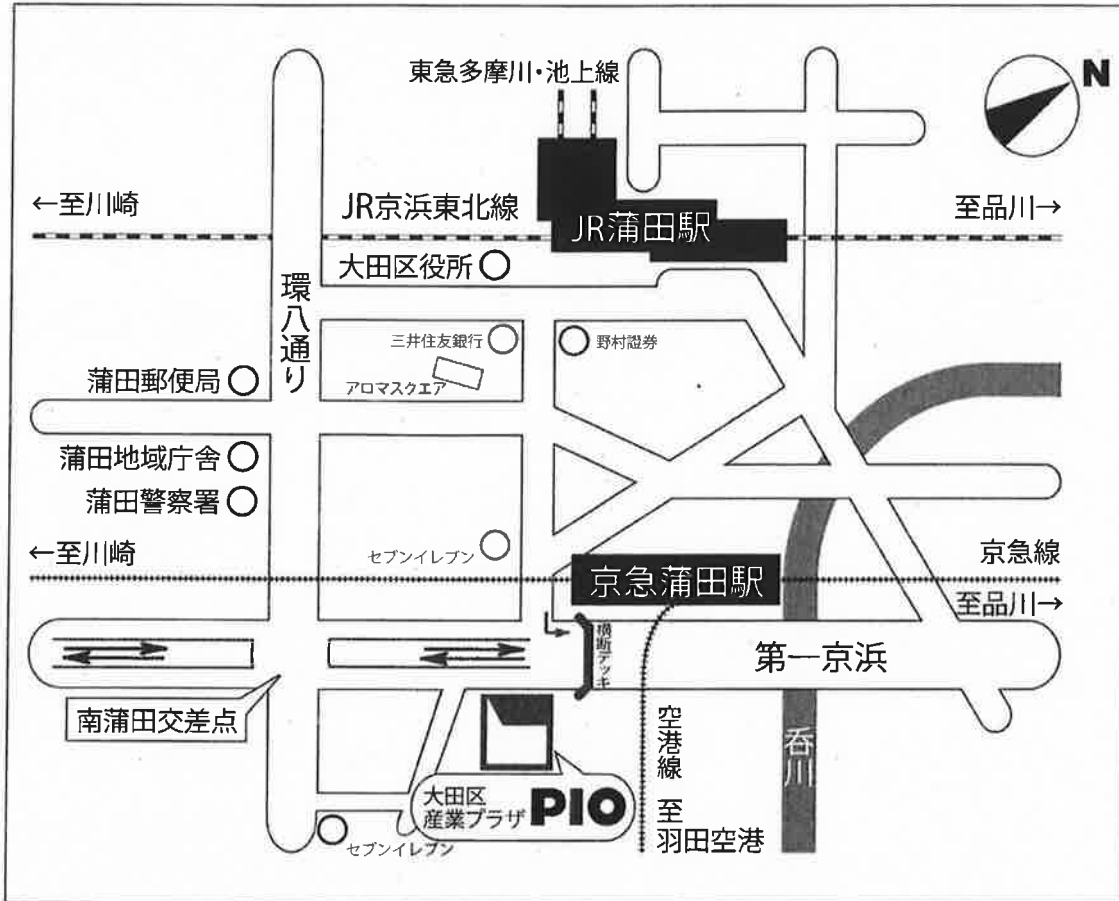 東急多摩川・池上線
N
←至川崎
JR京浜東北線
JR蒲田駅
至品川→
大田区役所
環八通り
三井住友銀行
野村證券
アロマスクエア
蒲田郵便局
蒲田地域庁舎
蒲田警察署
セブンイレブン
←至川崎
京急線
京急蒲田駅
至品川→
横断デッキ
第一京浜
南蒲田交差点
空港線 至
羽田空港
呑川
大田区
産業プラザ PIO
セブンイレブン